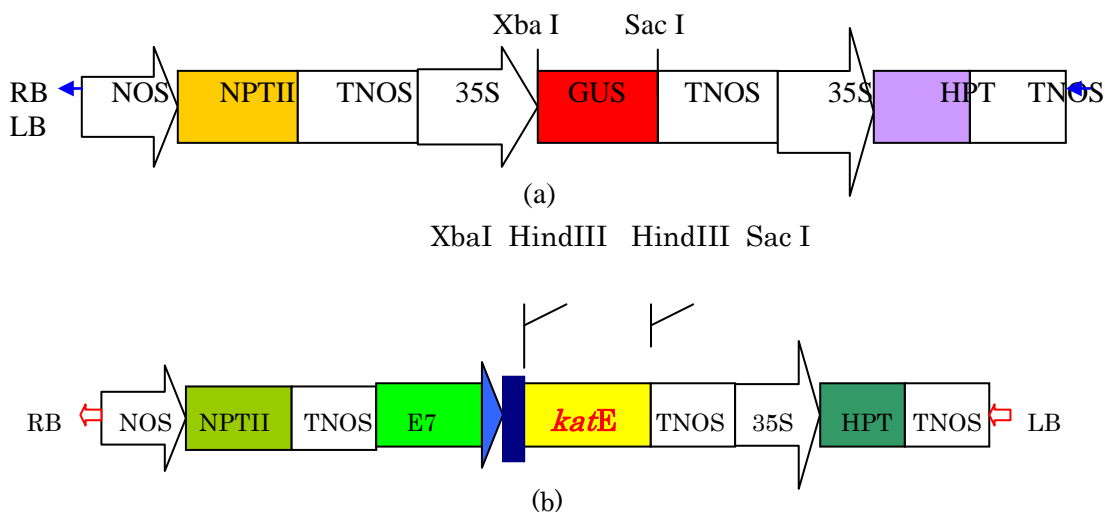 Xba I Sac I
RB NOS NPTII TNOS 35S GUS TNOS 35S HPT TNOS
LB
(a)
XbaI HindIII HindIII Sac I
RB NOS NPTII TNOS E7 katE TNOS 35S HPT TNOS LB
(b)